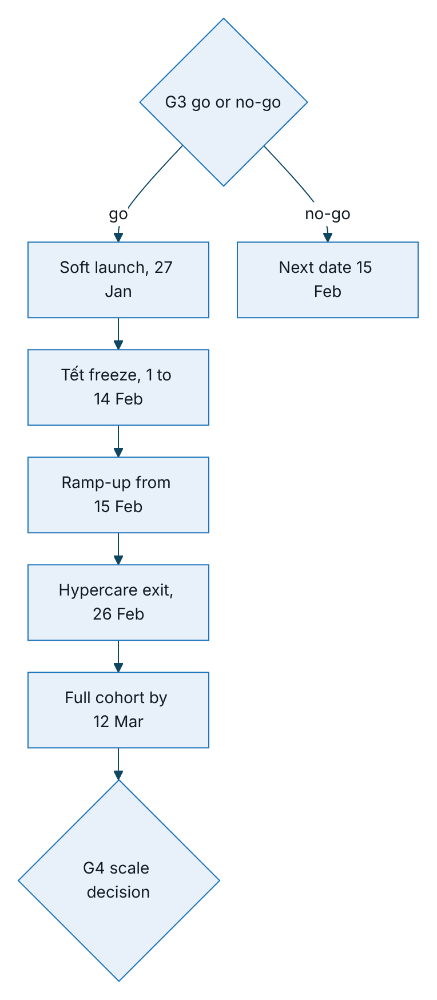 G3 go or no-go
go
no-go
Soft launch, 27
Jan
Next date 15
Feb
Tết freeze, 1 to
14 Feb
Ramp-up from
15 Feb
Hypercare exit,
26 Feb
Full cohort by
12 Mar
G4 scale
decision